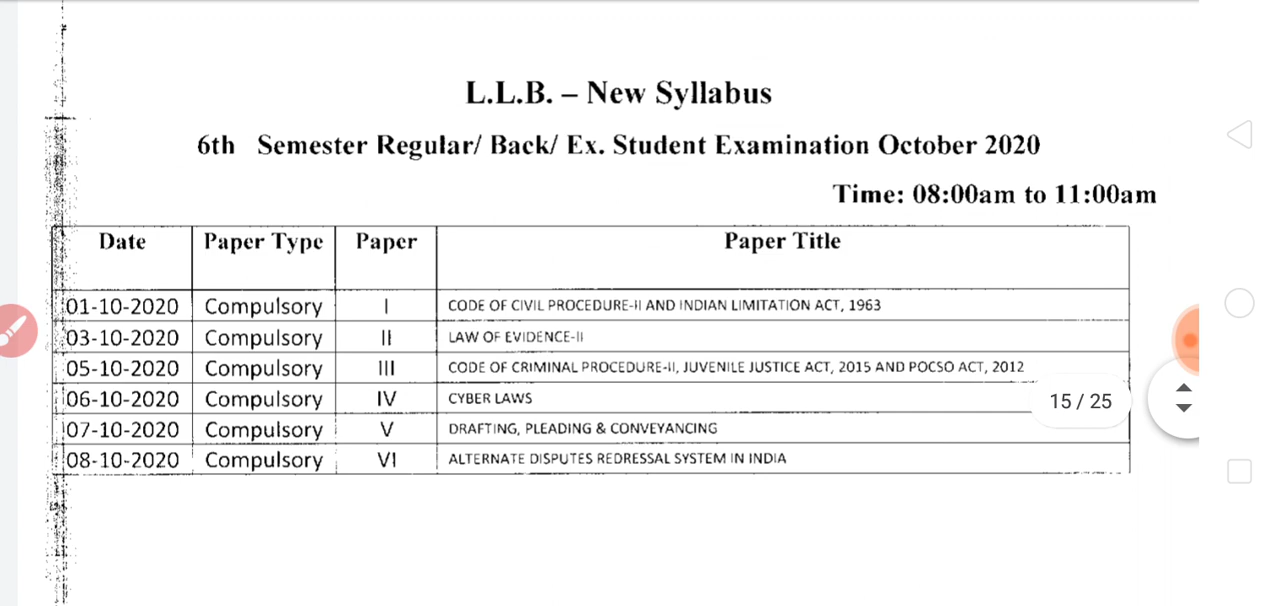 L.L.B. – New Syllabus
6th Semester Regular/ Back/ Ex. Student Examination October 2020
Time: 08:00am to 11:00am
Date Paper Type Paper Paper Title
01-10-2020 Compulsory I CODE OF CIVIL PROCEDURE-II AND INDIAN LIMITATION ACT, 1963
03-10-2020 Compulsory II LAW OF EVIDENCE-II
05-10-2020 Compulsory III CODE OF CRIMINAL PROCEDURE-II, JUVENILE JUSTICE ACT, 2015 AND POCSO ACT, 2012
06-10-2020 Compulsory IV CYBER LAWS
15 / 25
07-10-2020 Compulsory V DRAFTING, PLEADING & CONVEYANCING
08-10-2020 Compulsory VI ALTERNATE DISPUTES REDRESSAL SYSTEM IN INDIA